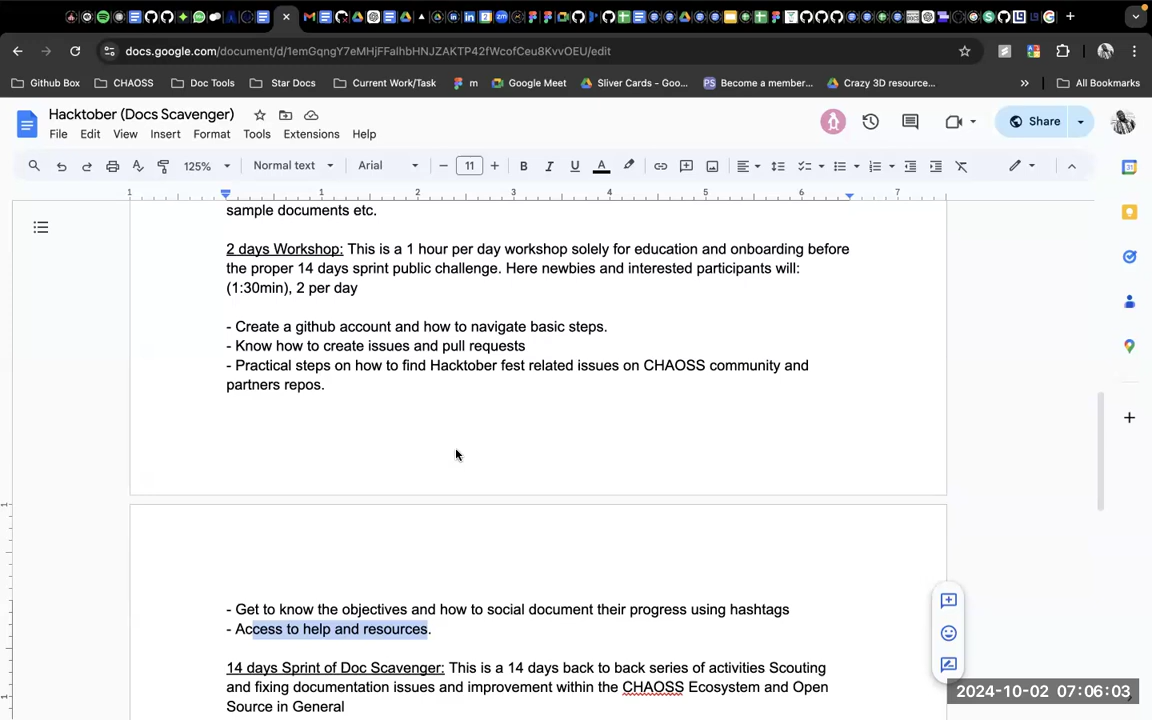 docs.google.com/document/d/1emGqngY7eMHjFFalhbHNJZAKTP42fWcofCeu8KvvOEU/edit
Github Box CHAOSS Doc Tools Star Docs Current Work/Task m Google Meet Sliver Cards - Goo... Become a member... Crazy 3D resource... » All Bookmarks
Hacktober (Docs Scavenger)
File Edit View Insert Format Tools Extensions Help
Share
125% Normal text Arial 11
1 1 2 3 4 5 6 7
sample documents etc.
2 days Workshop: This is a 1 hour per day workshop solely for education and onboarding before
the proper 14 days sprint public challenge. Here newbies and interested participants will:
(1:30min), 2 per day
- Create a github account and how to navigate basic steps.
- Know how to create issues and pull requests
- Practical steps on how to find Hacktober fest related issues on CHAOSS community and
partners repos.
- Get to know the objectives and how to social document their progress using hashtags
- Access to help and resources.
14 days Sprint of Doc Scavenger: This is a 14 days back to back series of activities Scouting
and fixing documentation issues and improvement within the CHAOSS Ecosystem and Open
Source in General
2024-10-02 07:06:03